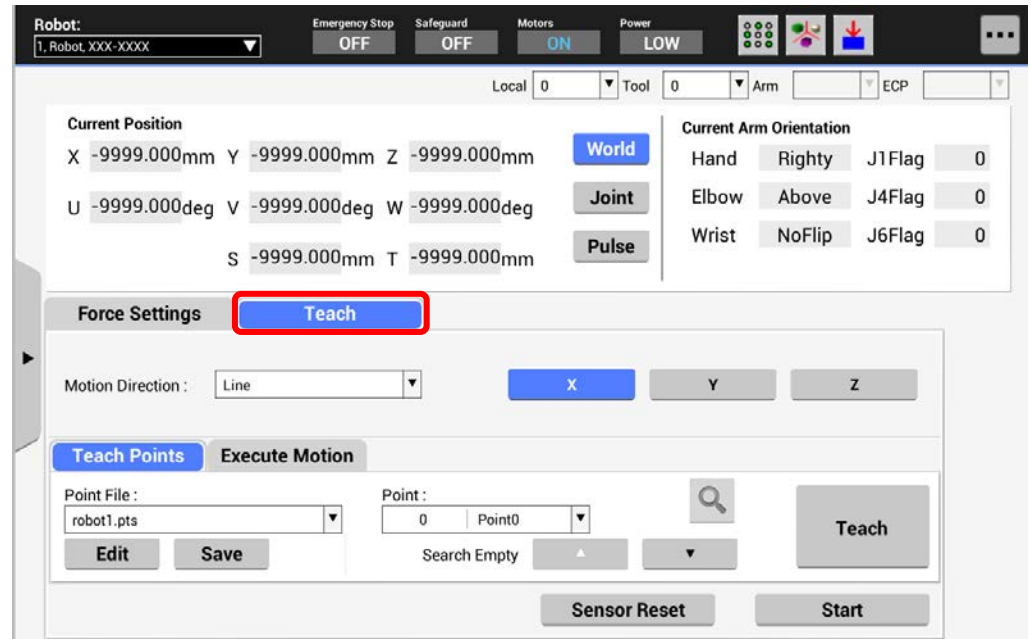 Robot: Emergency Stop Safeguard Motors Power
1, Robot, XXX-XXXX OFF OFF ON LOW
Local 0 Tool 0 Arm ECP
Current Position Current Arm Orientation
X -9999.000mm Y -9999.000mm Z -9999.000mm World Hand Righty J1Flag 0
U -9999.000deg V -9999.000deg W -9999.000deg Joint Elbow Above J4Flag 0
S -9999.000mm T -9999.000mm Pulse Wrist NoFlip J6Flag 0
Force Settings Teach
Motion Direction : Line X Y Z
Teach Points Execute Motion
Point File : Point :
robot1.pts 0 Point0 Teach
Edit Save Search Empty
Sensor Reset Start